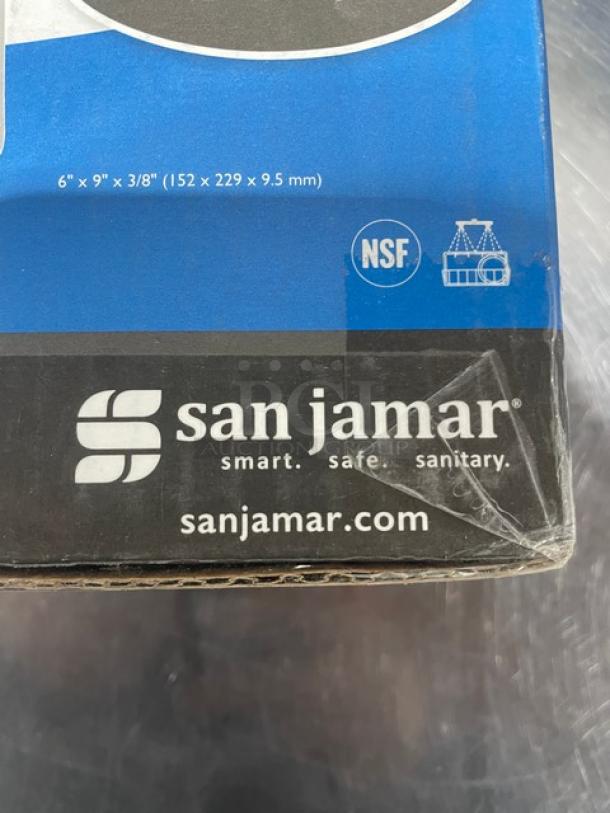 6" x 9" x 3/8" (152 x 229 x 9.5 mm)
NSF
san jamar®
smart. safe. sanitary.
sanjamar.com